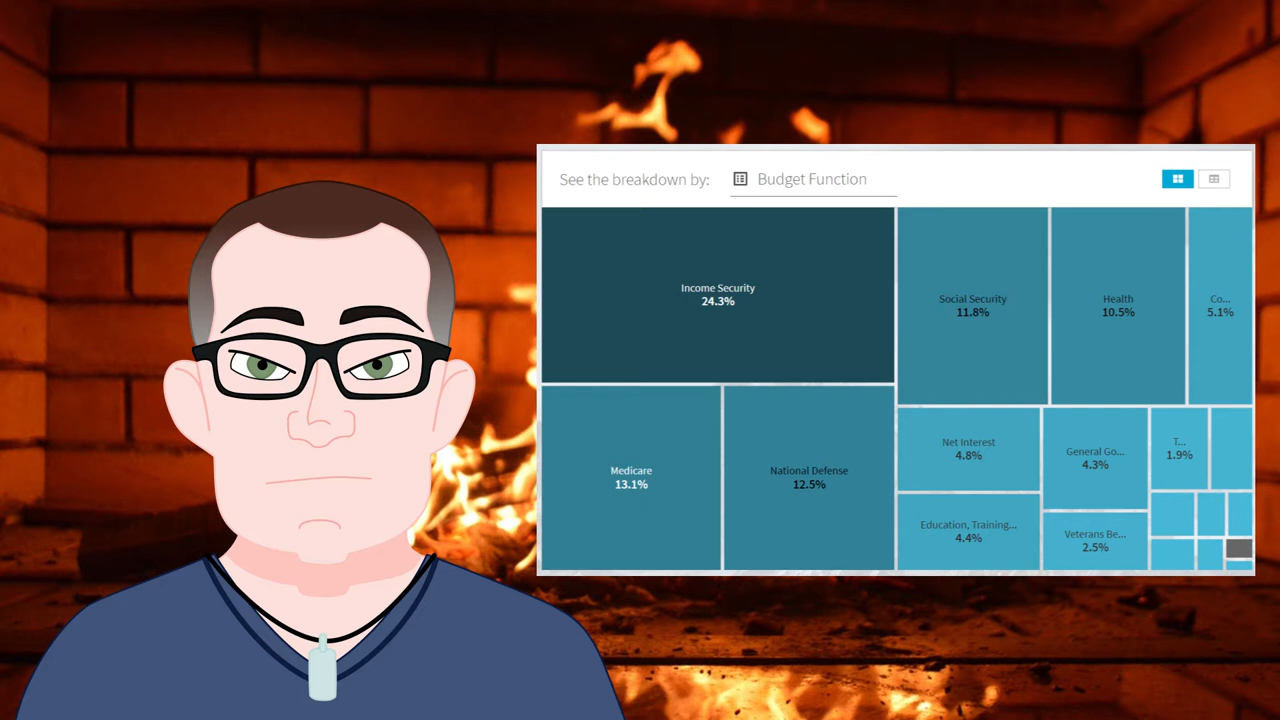 See the breakdown by: Budget Function
Income Security
24.3%
Social Security
11.8%
Health
10.5%
Co...
5.1%
Medicare
13.1%
National Defense
12.5%
Net Interest
4.8%
General Go...
4.3%
T...
1.9%
Education, Training...
4.4%
Veterans Be...
2.5%